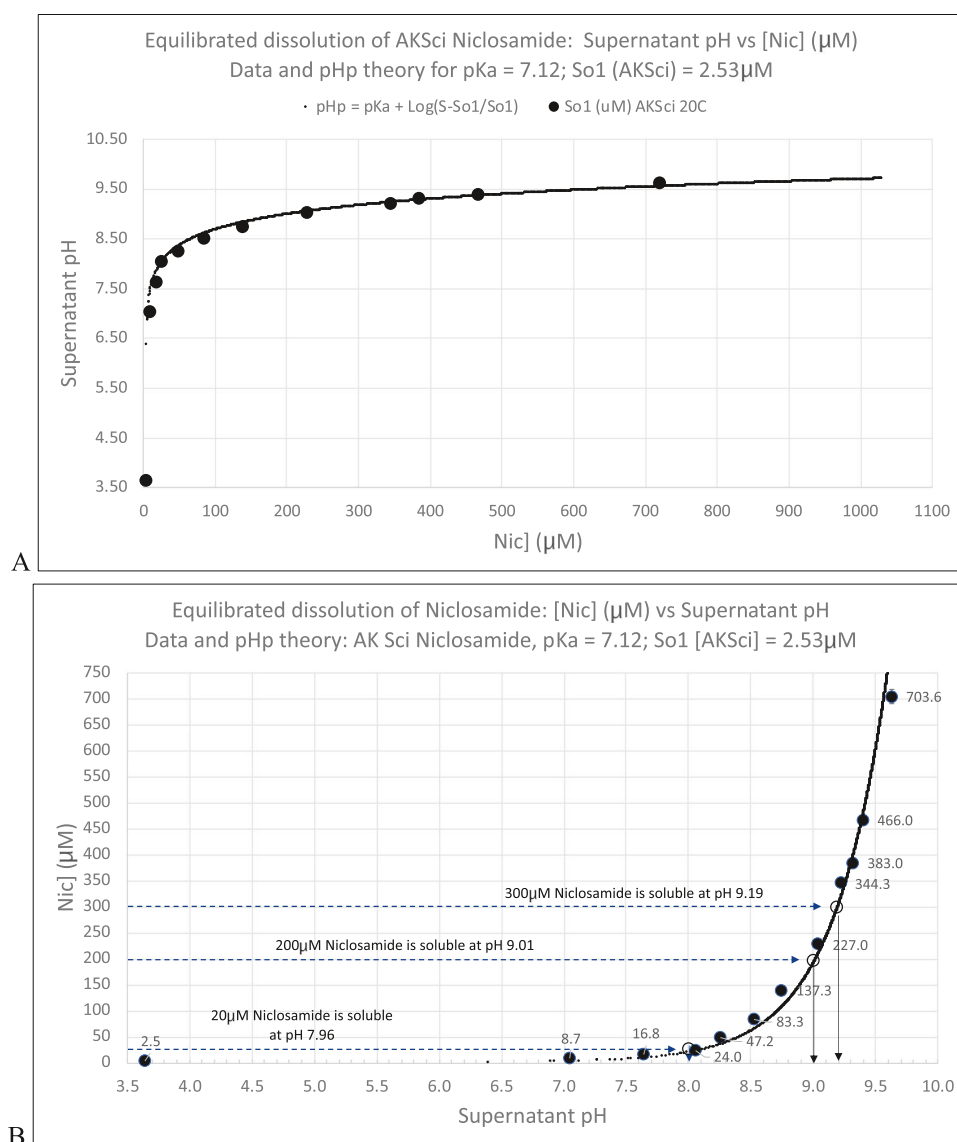 Equilibrated dissolution of AKSci Niclosamide: Supernatant pH vs [Nic] (μM)
Data and pHp theory for pKa = 7.12; So1 (AKSci) = 2.53μM
pHp = pKa + Log(S-So1/So1)
So1 (uM) AKSci 20C
10.50
9.50
8.50
7.50
6.50
5.50
4.50
3.50
Supernatant pH
0 100 200 300 400 500 600 700 800 900 1000 1100
Nic] (μM)
A
Equilibrated dissolution of Niclosamide: [Nic] (μM) vs Supernatant pH
Data and pHp theory: AK Sci Niclosamide, pKa = 7.12; So1 [AKSci] = 2.53μM
750
700
650
600
550
500
450
400
350
300
250
200
150
100
50
0
Nic] (μM)
703.6
466.0
383.0
344.3
300μM Niclosamide is soluble at pH 9.19
200μM Niclosamide is soluble at pH 9.01
227.0
137.3
20μM Niclosamide is soluble
at pH 7.96
83.3
47.2
24.0
16.8
8.7
2.5
3.5 4.0 4.5 5.0 5.5 6.0 6.5 7.0 7.5 8.0 8.5 9.0 9.5 10.0
Supernatant pH
B